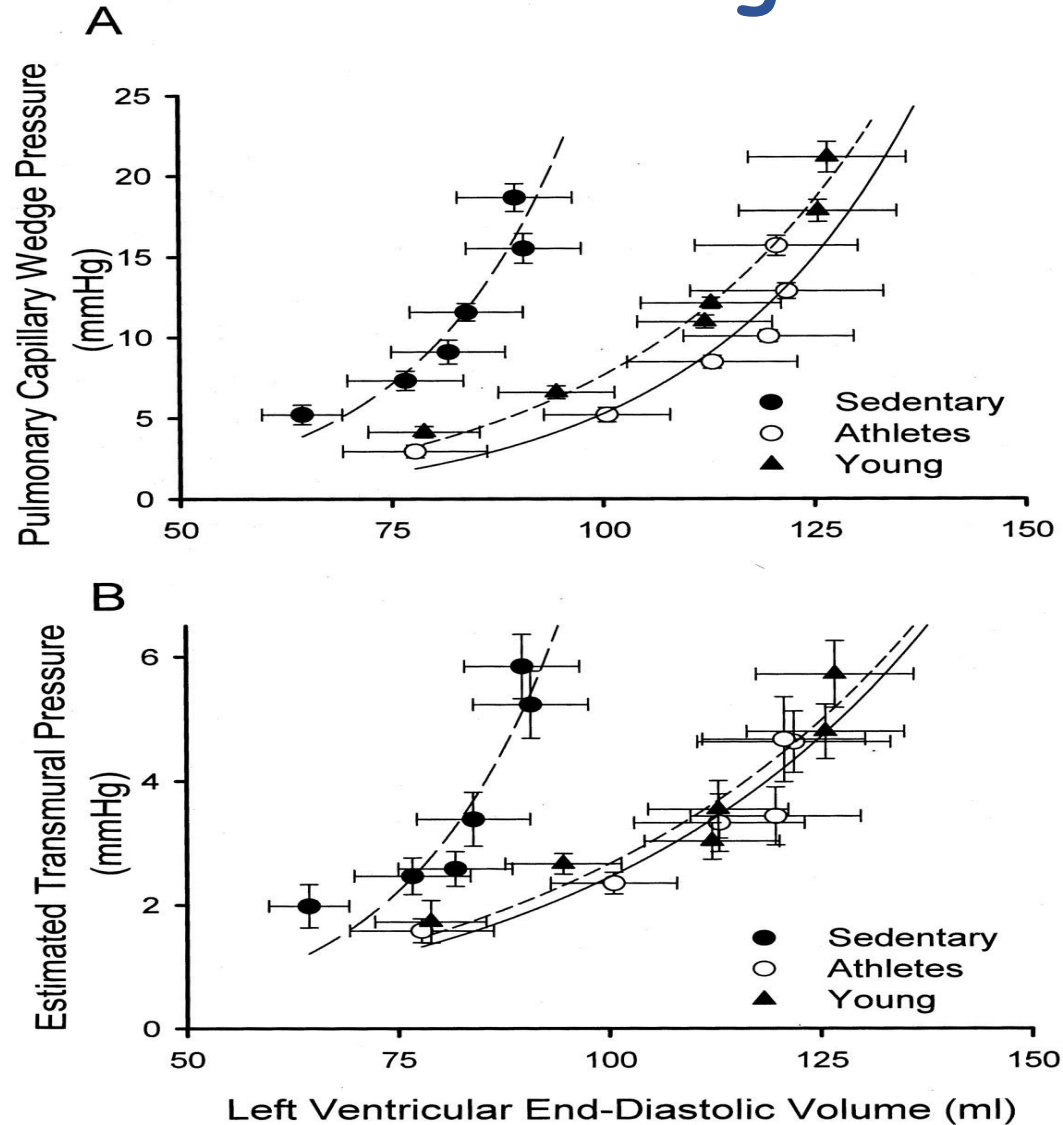 A
Pulmonary Capillary Wedge Pressure
(mmHg)
25
20
15
10
5
0
50 75 100 125 150
Sedentary
Athletes
Young
B
Estimated Transmural Pressure
(mmHg)
6
4
2
0
50 75 100 125 150
Sedentary
Athletes
Young
Left Ventricular End-Diastolic Volume (ml)